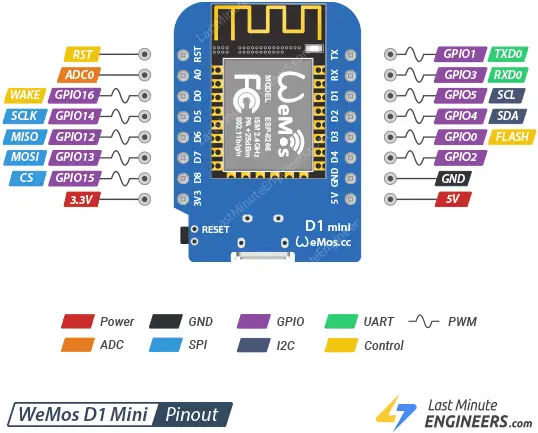 RST
ADC0
WAKE GPIO16
SCLK GPIO14
MISO GPIO12
MOSI GPIO13
CS GPIO15
3.3V
RST
A0
D0
D5
D6
D7
D8
3V3
TX
RX
D1
D2
D3
D4
GND
5V
WeMos
MODEL ESP8266
ISM 2.4GHz
PA +25dBm
802.11b/g/n
FC
LastMinuteEngineers.com
RESET
D1 mini
WeMos.cc
GPIO1 TXD0
GPIO3 RXD0
GPIO5 SCL
GPIO4 SDA
GPIO0 FLASH
GPIO2
GND
5V
Power GND GPIO UART PWM
ADC SPI I2C Control
WeMos D1 Mini Pinout
Last Minute
ENGINEERS.com